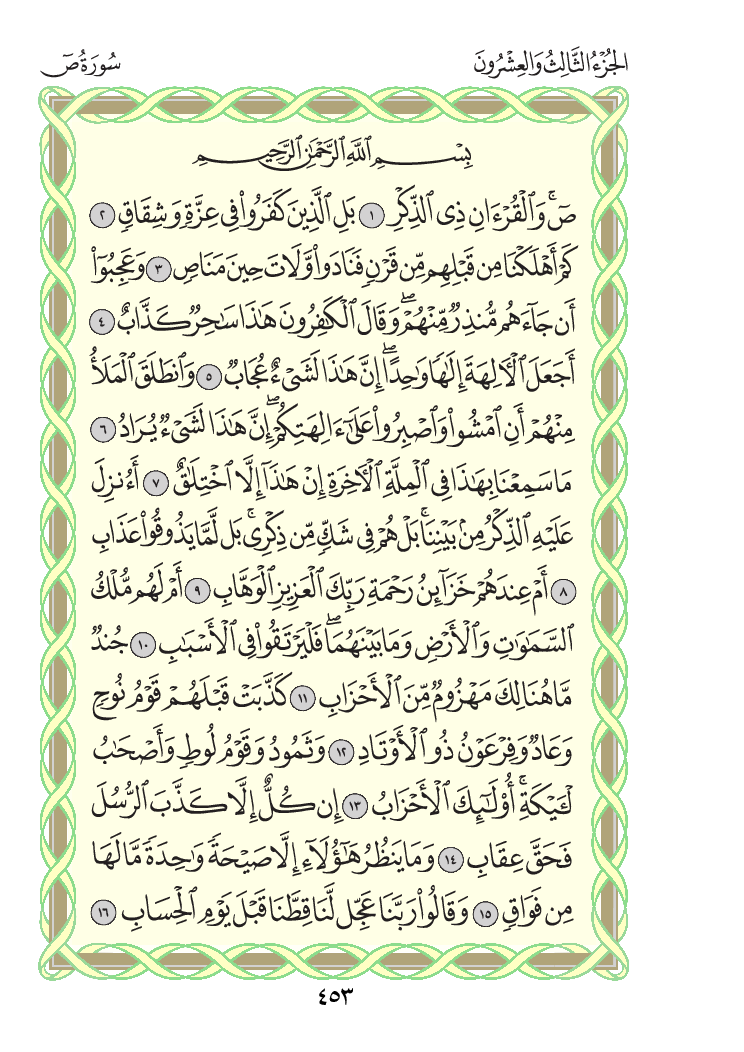 الجُزْءُ الثَّالِثُ وَالعِشْرُونَ
سُورَةُ صٓ
بِسْمِ ٱللَّهِ ٱلرَّحْمَٰنِ ٱلرَّحِيمِ
صٓۚ وَٱلْقُرْءَانِ ذِى ٱلذِّكْرِ ١ بَلِ ٱلَّذِينَ كَفَرُوا۟ فِى عِزَّةٍ وَشِقَاقٍ ٢
كَمْ أَهْلَكْنَا مِن قَبْلِهِم مِّن قَرْنٍ فَنَادَوا۟ وَّلَاتَ حِينَ مَنَاصٍ ٣ وَعَجِبُوٓا۟
أَن جَآءَهُم مُّنذِرٌ مِّنْهُمْۖ وَقَالَ ٱلْكَٰفِرُونَ هَٰذَا سَٰحِرٌ كَذَّابٌ ٤
أَجَعَلَ ٱلْءَالِهَةَ إِلَٰهًا وَٰحِدًاۖ إِنَّ هَٰذَا لَشَىْءٌ عُجَابٌ ٥ وَٱنطَلَقَ ٱلْمَلَأُ
مِنْهُمْ أَنِ ٱمْشُوا۟ وَٱصْبِرُوا۟ عَلَىٰٓ ءَالِهَتِكُمْۖ إِنَّ هَٰذَا لَشَىْءٌ يُرَادُ ٦
مَا سَمِعْنَا بِهَٰذَا فِى ٱلْمِلَّةِ ٱلْءَاخِرَةِ إِنْ هَٰذَآ إِلَّا ٱخْتِلَٰقٌ ٧ أَءُنزِلَ
عَلَيْهِ ٱلذِّكْرُ مِنۢ بَيْنِنَاۚ بَلْ هُمْ فِى شَكٍّ مِّن ذِكْرِىۚ بَل لَّمَّا يَذُوقُوا۟ عَذَابِ
٨ أَمْ عِندَهُمْ خَزَآئِنُ رَحْمَةِ رَبِّكَ ٱلْعَزِيزِ ٱلْوَهَّابِ ٩ أَمْ لَهُم مُّلْكُ
ٱلسَّمَٰوَٰتِ وَٱلْأَرْضِ وَمَا بَيْنَهُمَاۖ فَلْيَرْتَقُوا۟ فِى ٱلْأَسْبَٰبِ ١٠ جُندٌ
مَّا هُنَالِكَ مَهْزُومٌ مِّنَ ٱلْأَحْزَابِ ١١ كَذَّبَتْ قَبْلَهُمْ قَوْمُ نُوحٍ
وَعَادٌ وَفِرْعَوْنُ ذُو ٱلْأَوْتَادِ ١٢ وَثَمُودُ وَقَوْمُ لُوطٍ وَأَصْحَٰبُ
لْـَٔيْكَةِۚ أُو۟لَٰٓئِكَ ٱلْأَحْزَابُ ١٣ إِن كُلٌّ إِلَّا كَذَّبَ ٱلرُّسُلَ
فَحَقَّ عِقَابِ ١٤ وَمَا يَنظُرُ هَٰٓؤُلَآءِ إِلَّا صَيْحَةً وَٰحِدَةً مَّا لَهَا
مِن فَوَاقٍ ١٥ وَقَالُوا۟ رَبَّنَا عَجِّل لَّنَا قِطَّنَا قَبْلَ يَوْمِ ٱلْحِسَابِ ١٦
٤٥٣